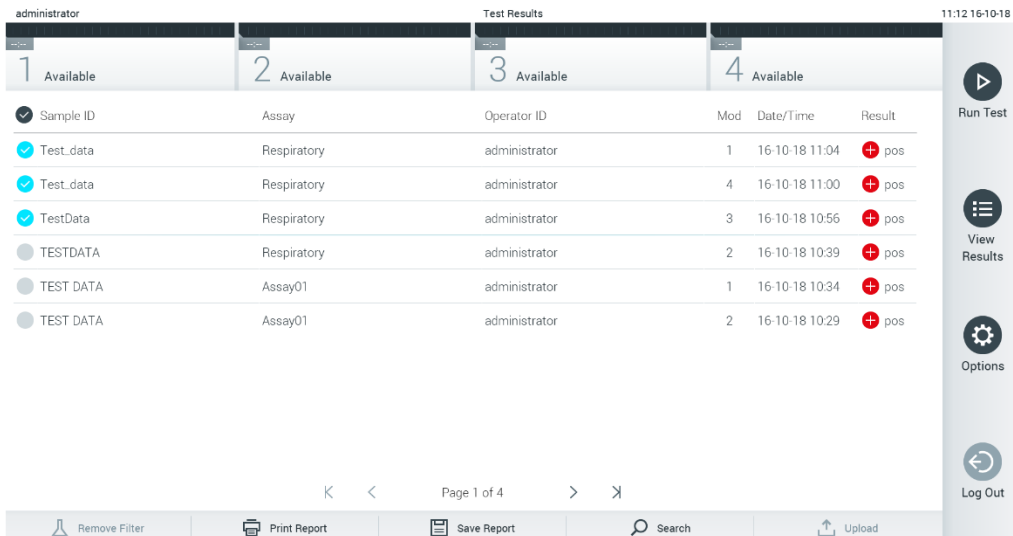 administrator Test Results 11:12 16-10-18
--:-- --:-- --:-- --:--
1 Available 2 Available 3 Available 4 Available
Run Test
Sample ID Assay Operator ID Mod Date/Time Result
Test_data Respiratory administrator 1 16-10-18 11:04 pos
Test_data Respiratory administrator 4 16-10-18 11:00 pos
TestData Respiratory administrator 3 16-10-18 10:56 pos
View
Results
TESTDATA Respiratory administrator 2 16-10-18 10:39 pos
TEST DATA Assay01 administrator 1 16-10-18 10:34 pos
TEST DATA Assay01 administrator 2 16-10-18 10:29 pos
Options
Page 1 of 4
Log Out
Remove Filter Print Report Save Report Search Upload